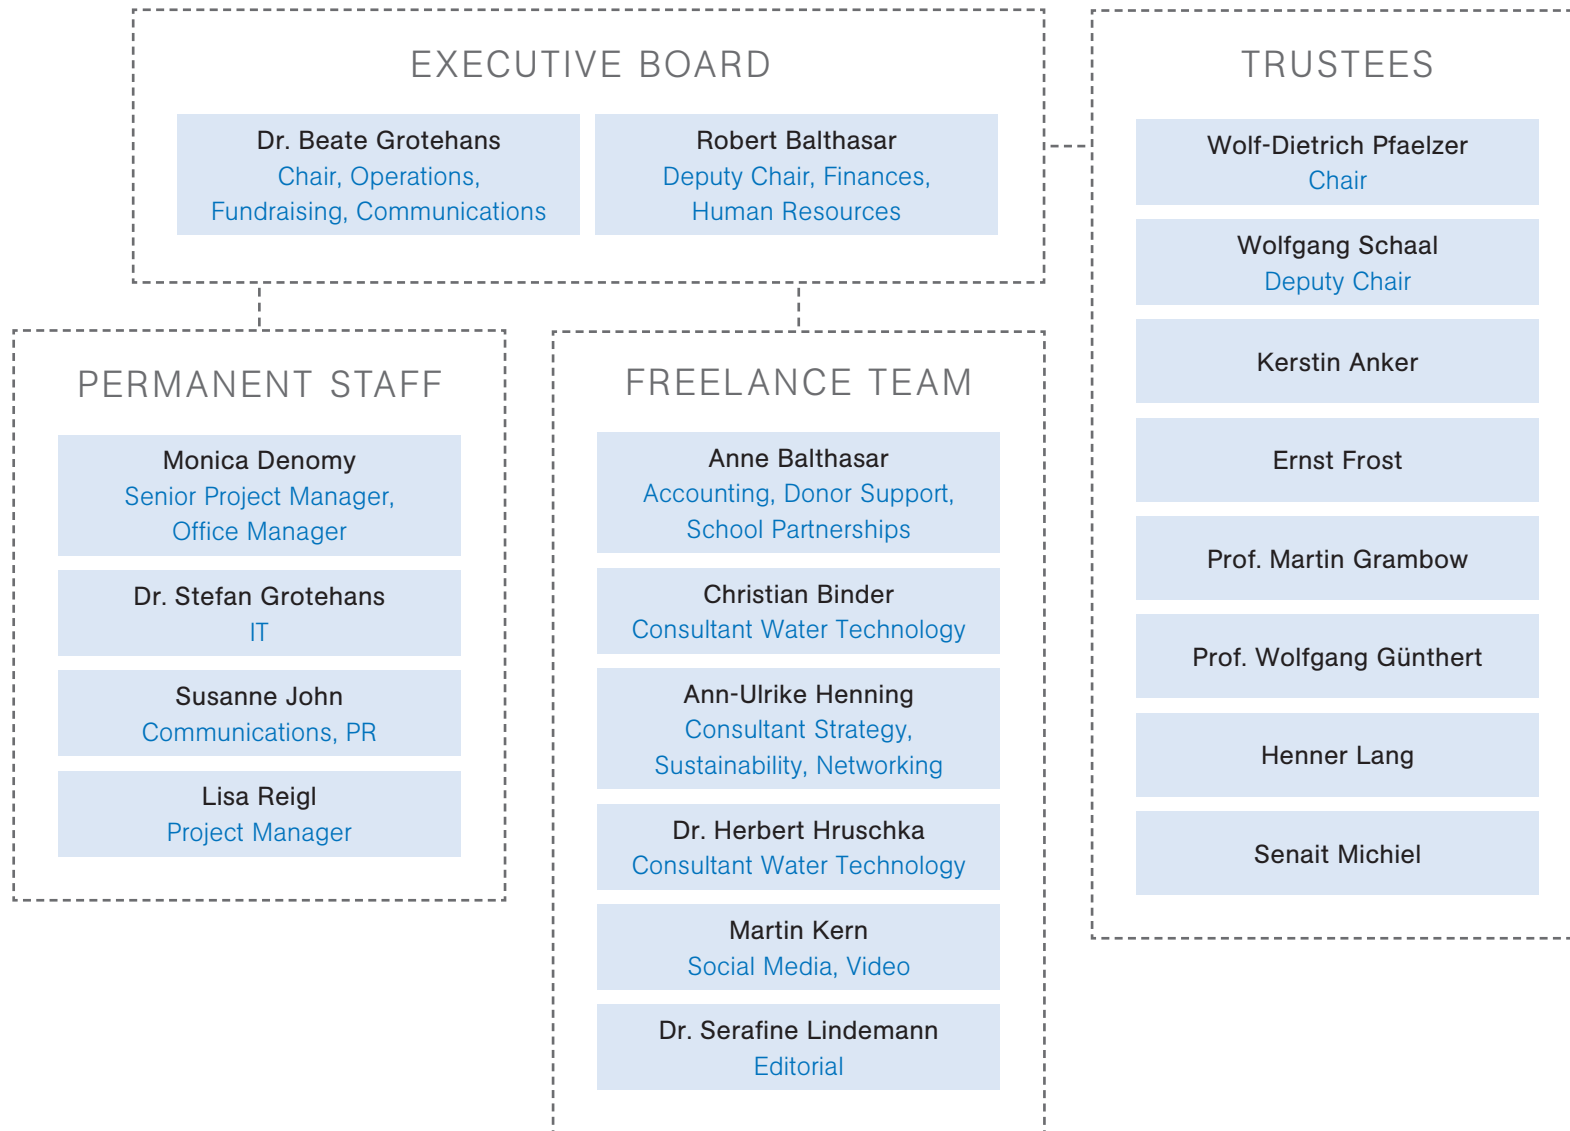 EXECUTIVE BOARD
Dr. Beate Grotehans
Chair, Operations,
Fundraising, Communications
Robert Balthasar
Deputy Chair, Finances,
Human Resources
TRUSTEES
Wolf-Dietrich Pfaelzer
Chair
Wolfgang Schaal
Deputy Chair
Kerstin Anker
Ernst Frost
Prof. Martin Grambow
Prof. Wolfgang Günthert
Henner Lang
Senait Michiel
PERMANENT STAFF
Monica Denomy
Senior Project Manager,
Office Manager
Dr. Stefan Grotehans
IT
Susanne John
Communications, PR
Lisa Reigl
Project Manager
FREELANCE TEAM
Anne Balthasar
Accounting, Donor Support,
School Partnerships
Christian Binder
Consultant Water Technology
Ann-Ulrike Henning
Consultant Strategy,
Sustainability, Networking
Dr. Herbert Hruschka
Consultant Water Technology
Martin Kern
Social Media, Video
Dr. Serafine Lindemann
Editorial